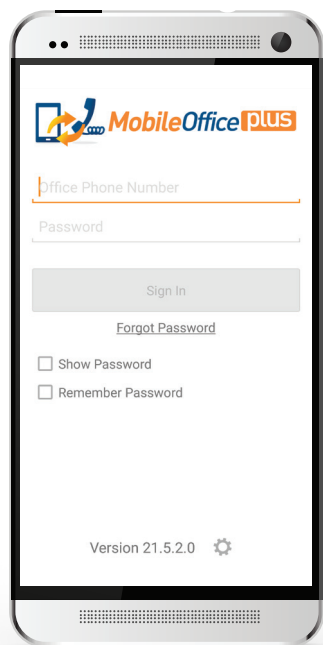 MobileOffice plus
Office Phone Number
Password
Sign In
Forgot Password
Show Password
Remember Password
Version 21.5.2.0